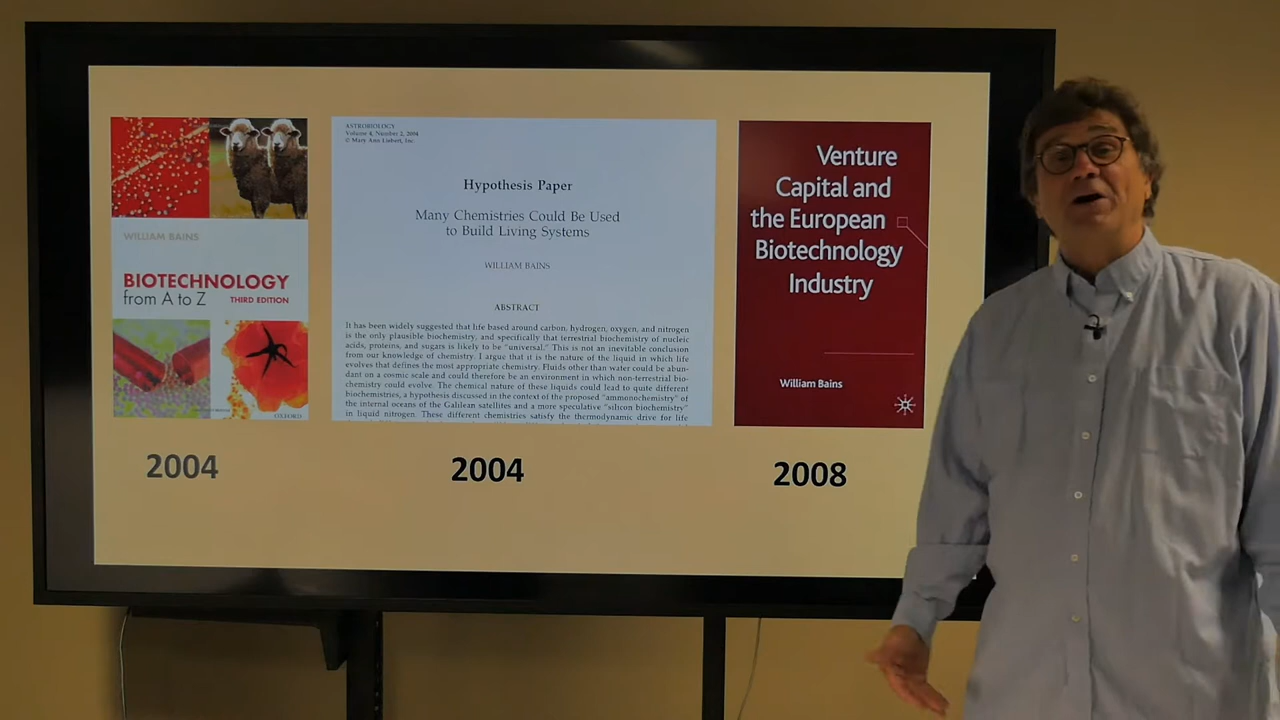 WILLIAM BAINS
BIOTECHNOLOGY
from A to Z THIRD EDITION
OXFORD
2004
ASTROBIOLOGY
Volume 4, Number 2, 2004
© Mary Ann Liebert, Inc.
Hypothesis Paper
Many Chemistries Could Be Used
to Build Living Systems
WILLIAM BAINS
ABSTRACT
It has been widely suggested that life based around carbon, hydrogen, oxygen, and nitrogen
is the only plausible biochemistry, and specifically that terrestrial biochemistry of nucleic
acids, proteins, and sugars is likely to be "universal." This is not an inevitable conclusion
from our knowledge of chemistry. I argue that it is the nature of the liquid in which life
evolves that defines the most appropriate chemistry. Fluids other than water could be abun-
dant on a cosmic scale and could therefore be an environment in which non-terrestrial bio-
chemistry could evolve. The chemical nature of these liquids could lead to quite different
biochemistries, a hypothesis discussed in the context of the proposed "ammonochemistry" of
the internal oceans of the Galilean satellites and a more speculative "silicon biochemistry"
in liquid nitrogen. These different chemistries satisfy the thermodynamic drive for life
2004
Venture
Capital and
the European
Biotechnology
Industry
William Bains
2008